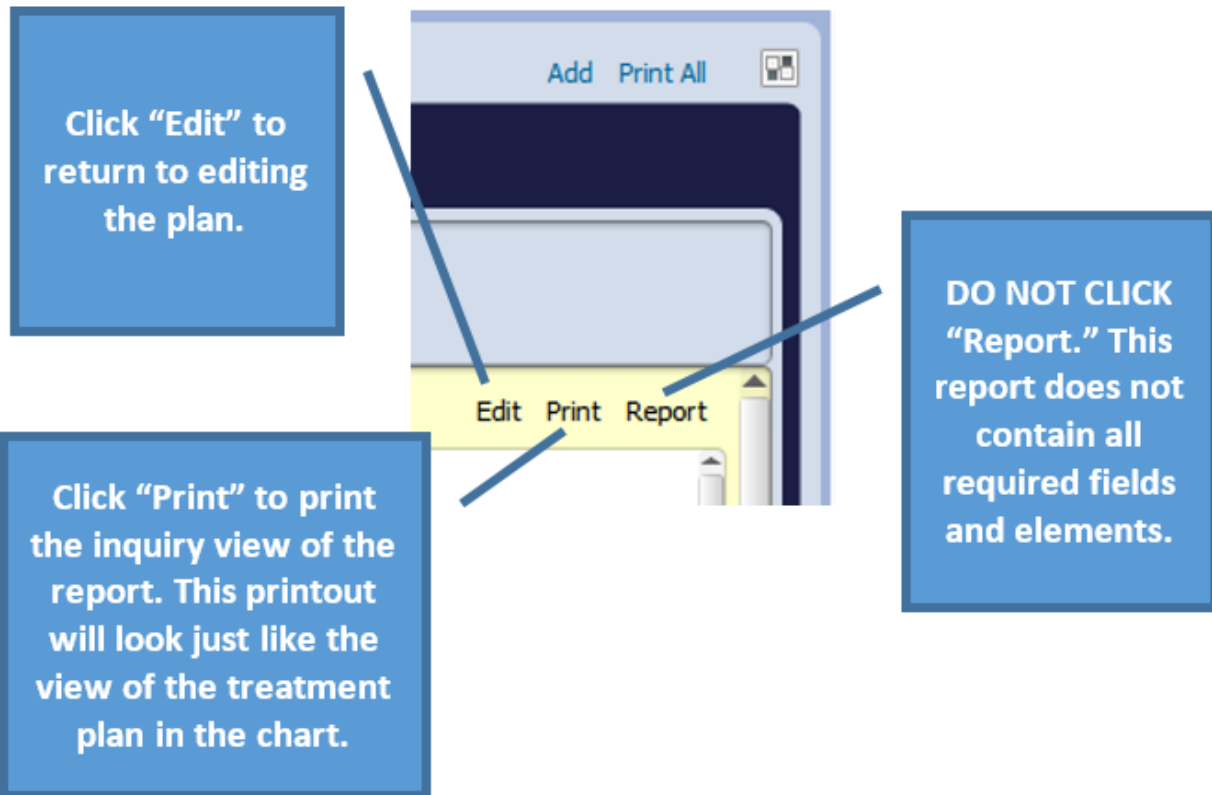 Click “Edit” to
return to editing
the plan.
Add Print All
DO NOT CLICK
“Report.” This
report does not
contain all
required fields
and elements.
Edit Print Report
Click “Print” to print
the inquiry view of the
report. This printout
will look just like the
view of the treatment
plan in the chart.